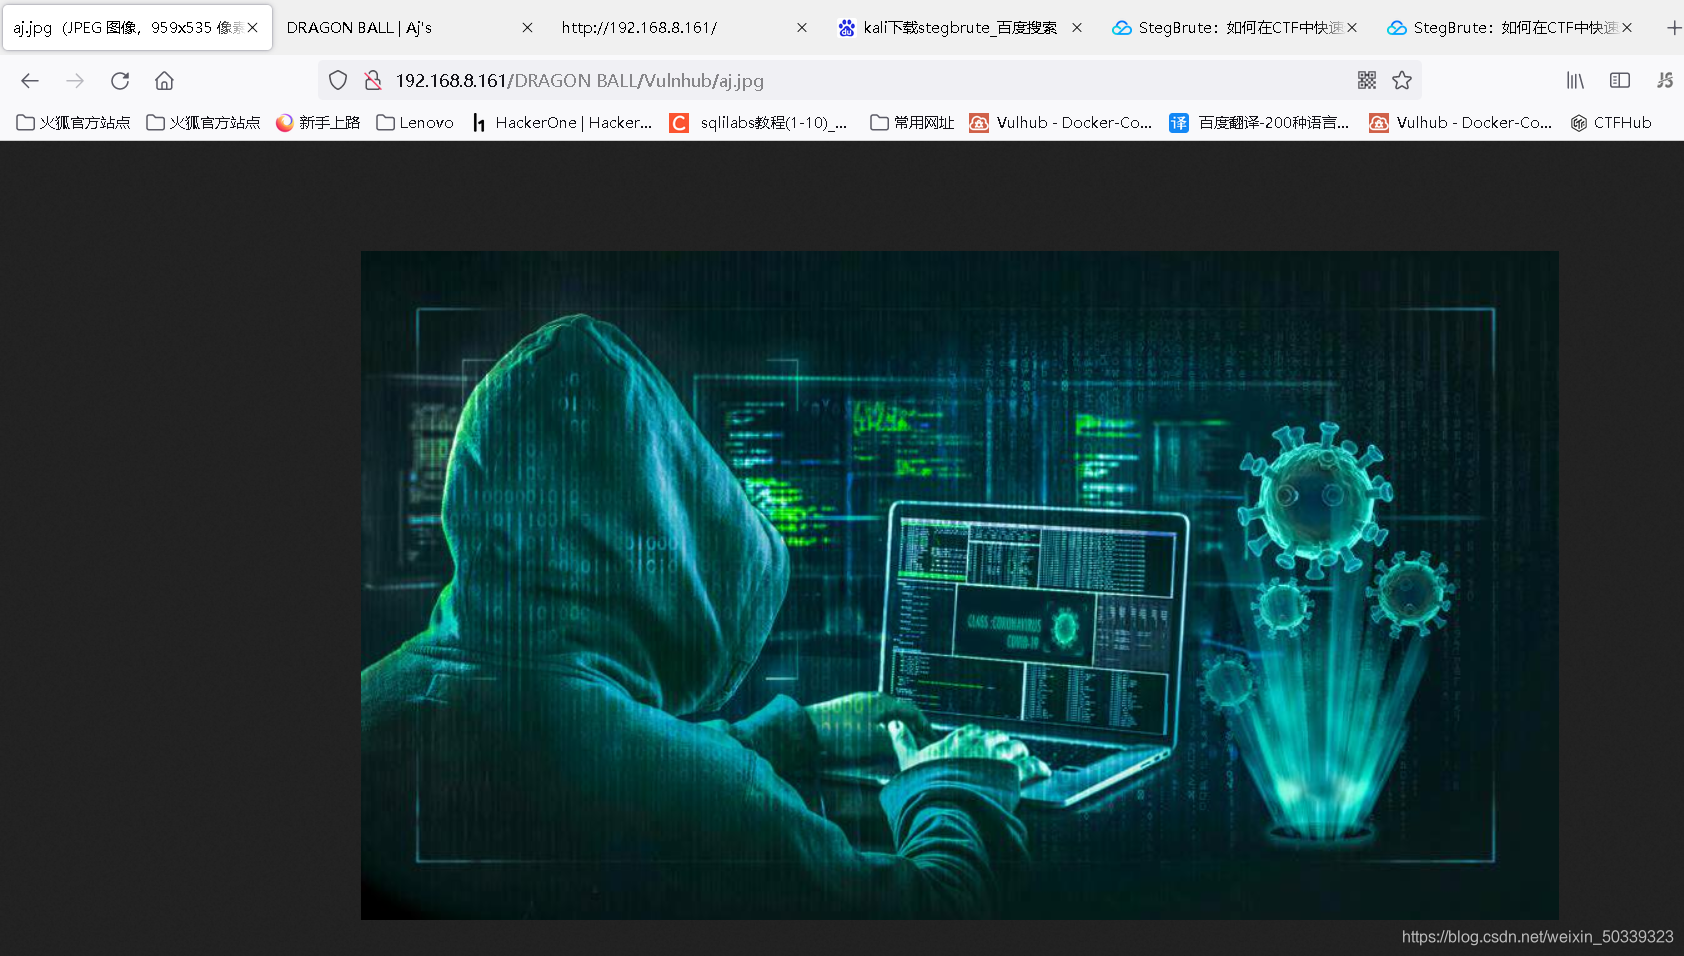 aj.jpg (JPEG 图像，959x535 像素
DRAGON BALL | Aj's
http://192.168.8.161/
kali下载stegbrute_百度搜索
StegBrute：如何在CTF中快速
StegBrute：如何在CTF中快速
192.168.8.161/DRAGON BALL/Vulnhub/aj.jpg
火狐官方站点
火狐官方站点
新手上路
Lenovo
HackerOne | Hacker...
sqlilabs教程(1-10)_...
常用网址
Vulhub - Docker-Co...
百度翻译-200种语言...
Vulhub - Docker-Co...
CTFHub
CLASS :CORONAVIRUS
COVID-19
https://blog.csdn.net/weixin_50339323